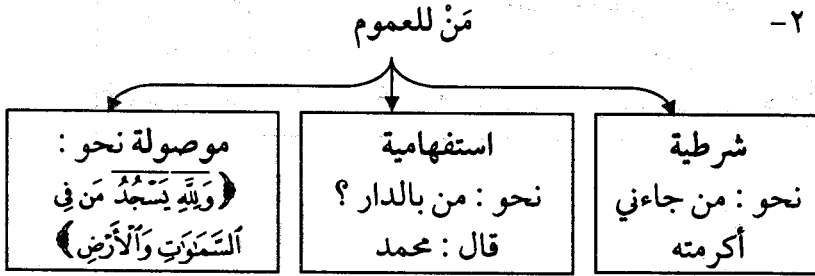 ٢- مَنْ للعموم
شرطية
نحو : من جاءني
أكرمته
استفهامية
نحو : من بالدار ؟
قال : محمد
موصولة نحو :
﴿وَلِلَّهِ يَسْجُدُ مَن فِى
ٱلسَّمَٰوَٰتِ وَٱلْأَرْضِ﴾